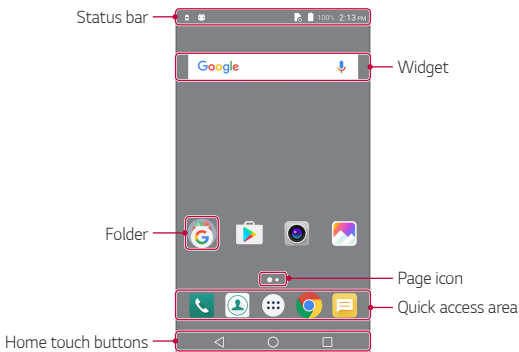 Status bar
100% 2:13 PM
Google
Widget
Folder
Page icon
Quick access area
Home touch buttons